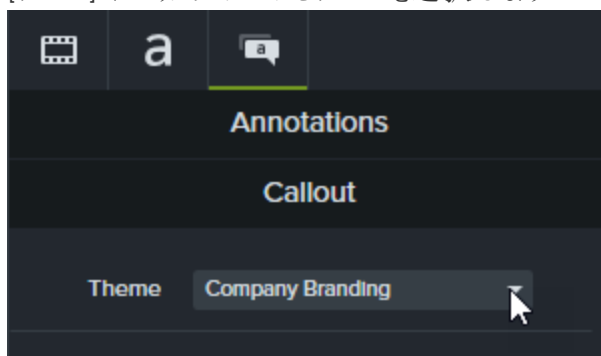 a
a
Annotations
Callout
Theme Company Branding